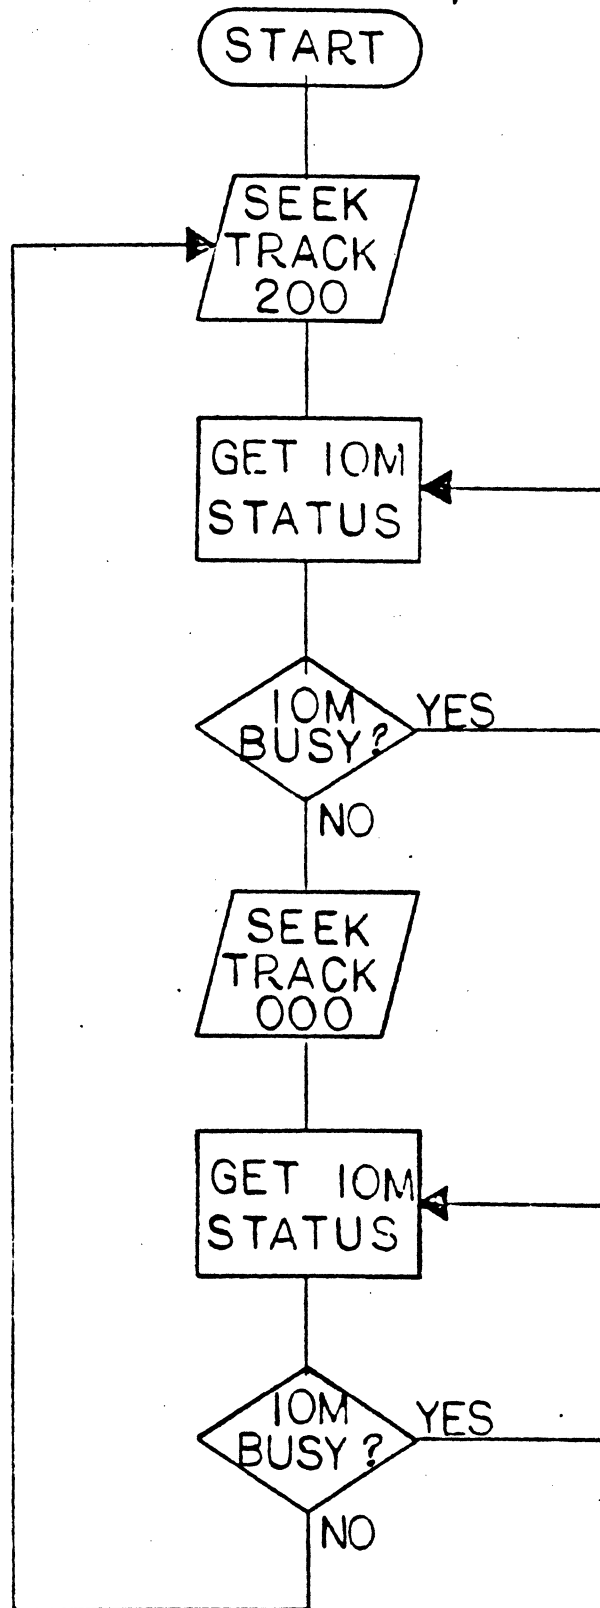 START
SEEK
TRACK
200
GET IOM
STATUS
IOM
BUSY?
YES
NO
SEEK
TRACK
000
GET IOM
STATUS
IOM
BUSY?
YES
NO